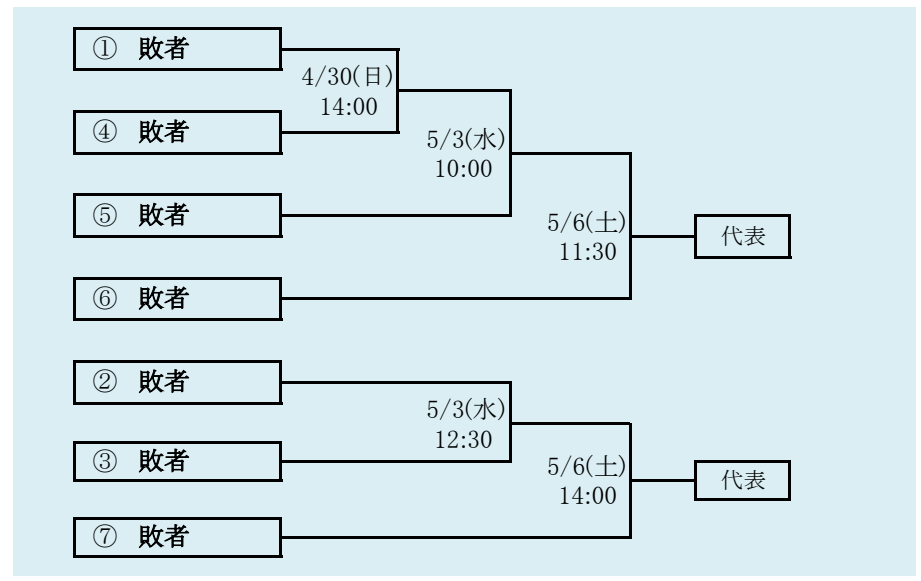 ① 敗者
4/30(日)
14:00
④ 敗者
5/3(水)
10:00
⑤ 敗者
5/6(土)
11:30
代表
⑥ 敗者
② 敗者
5/3(水)
12:30
③ 敗者
5/6(土)
14:00
代表
⑦ 敗者